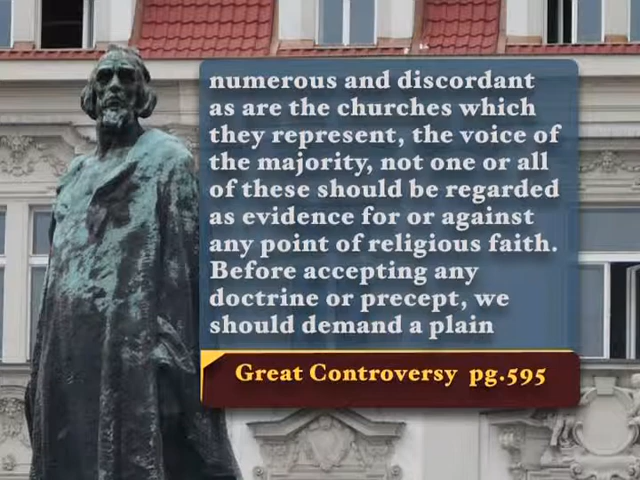 numerous and discordant
as are the churches which
they represent, the voice of
the majority, not one or all
of these should be regarded
as evidence for or against
any point of religious faith.
Before accepting any
doctrine or precept, we
should demand a plain
Great Controversy pg.595